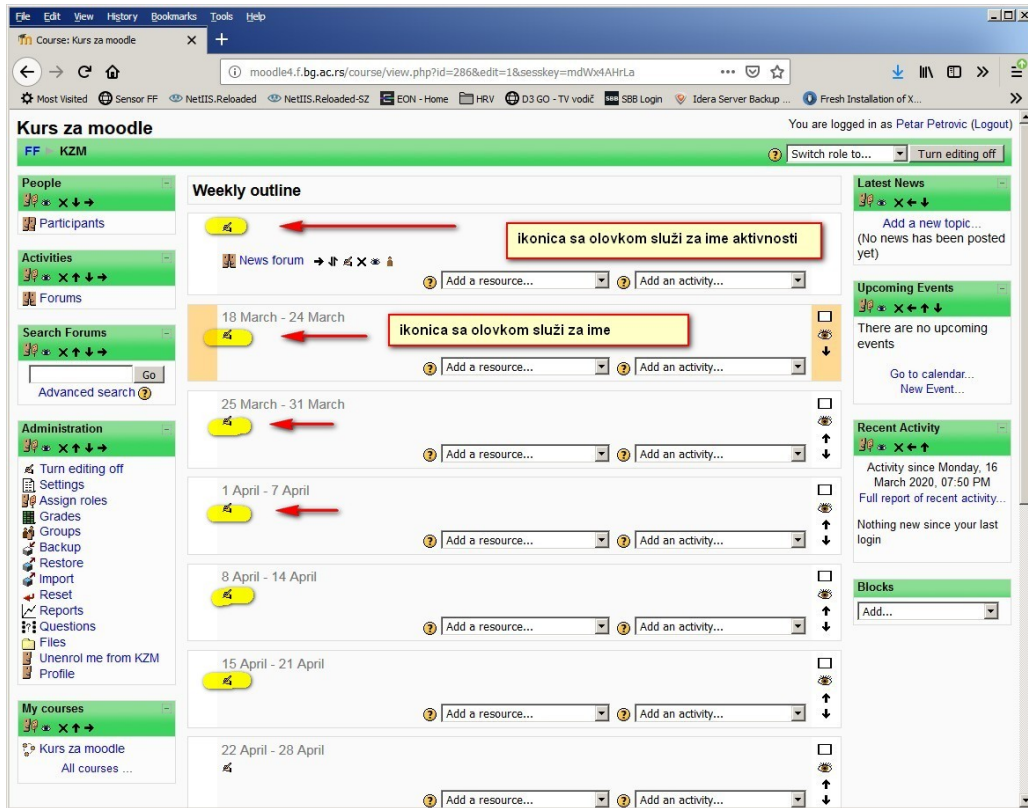 File Edit View History Bookmarks Tools Help
Course: Kurs za moodle
moodle4.f.bg.ac.rs/course/view.php?id=286&edit=1&sesskey=mdWx4AHrLa
Most Visited Sensor FF NetIIS.Reloaded NetIIS.Reloaded-SZ EON - Home HRV D3 GO - TV vodič SBB Login Idera Server Backup ... Fresh Installation of X...
Kurs za moodle
You are logged in as Petar Petrovic (Logout)
FF KZM
Switch role to... Turn editing off
People
Participants
Activities
Forums
Search Forums
Go
Advanced search
Administration
Turn editing off
Settings
Assign roles
Grades
Groups
Backup
Restore
Import
Reset
Reports
Questions
Files
Unenrol me from KZM
Profile
My courses
Kurs za moodle
All courses ...
Weekly outline
ikonica sa olovkom služi za ime aktivnosti
News forum
Add a resource... Add an activity...
18 March - 24 March
ikonica sa olovkom služi za ime
Add a resource... Add an activity...
25 March - 31 March
Add a resource... Add an activity...
1 April - 7 April
Add a resource... Add an activity...
8 April - 14 April
Add a resource... Add an activity...
15 April - 21 April
Add a resource... Add an activity...
22 April - 28 April
Add a resource... Add an activity...
Latest News
Add a new topic...
(No news has been posted
yet)
Upcoming Events
There are no upcoming
events
Go to calendar...
New Event...
Recent Activity
Activity since Monday, 16
March 2020, 07:50 PM
Full report of recent activity...
Nothing new since your last
login
Blocks
Add...